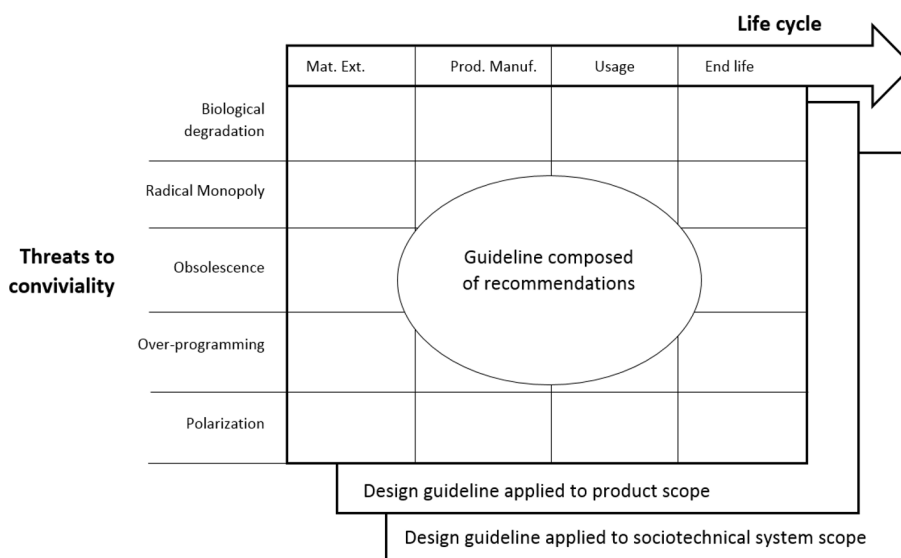 Life cycle
Mat. Ext.
Prod. Manuf.
Usage
End life
Biological
degradation
Radical Monopoly
Threats to
conviviality
Obsolescence
Over-programming
Polarization
Guideline composed
of recommendations
Design guideline applied to product scope
Design guideline applied to sociotechnical system scope